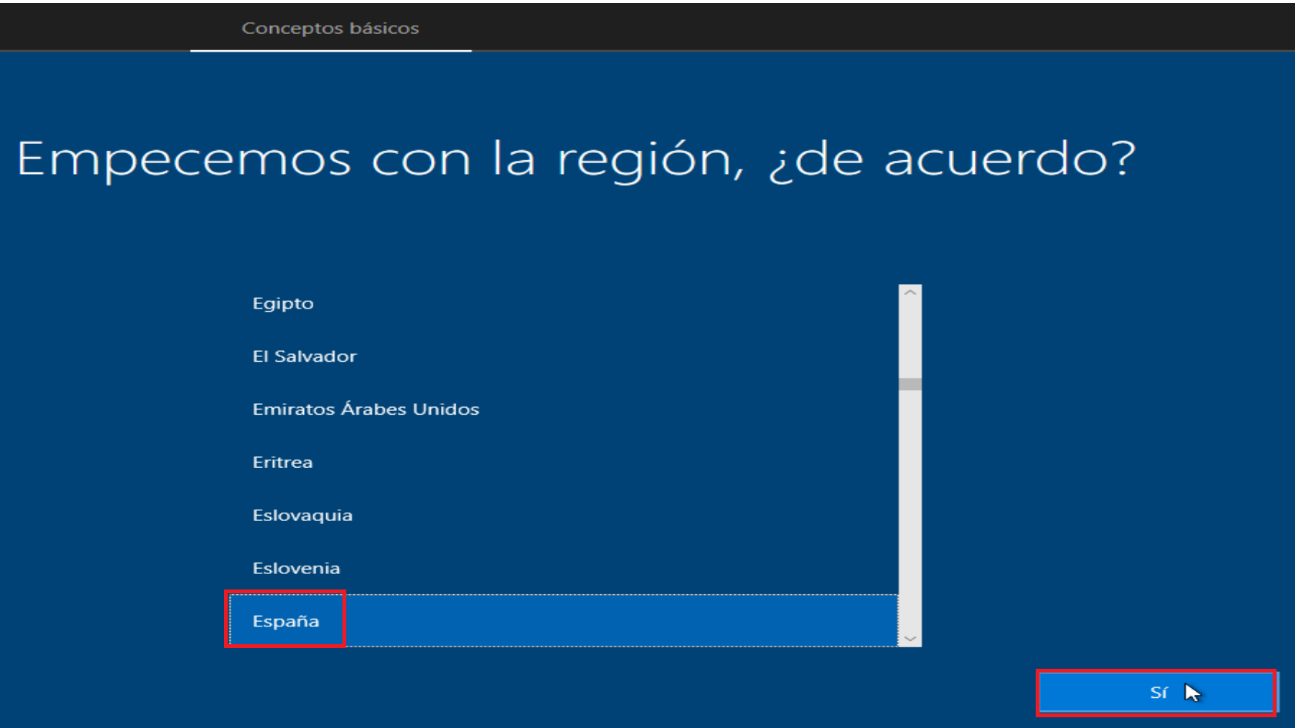 Conceptos básicos
Empecemos con la región, ¿de acuerdo?
Egipto
El Salvador
Emiratos Árabes Unidos
Eritrea
Eslovaquia
Eslovenia
España
Sí